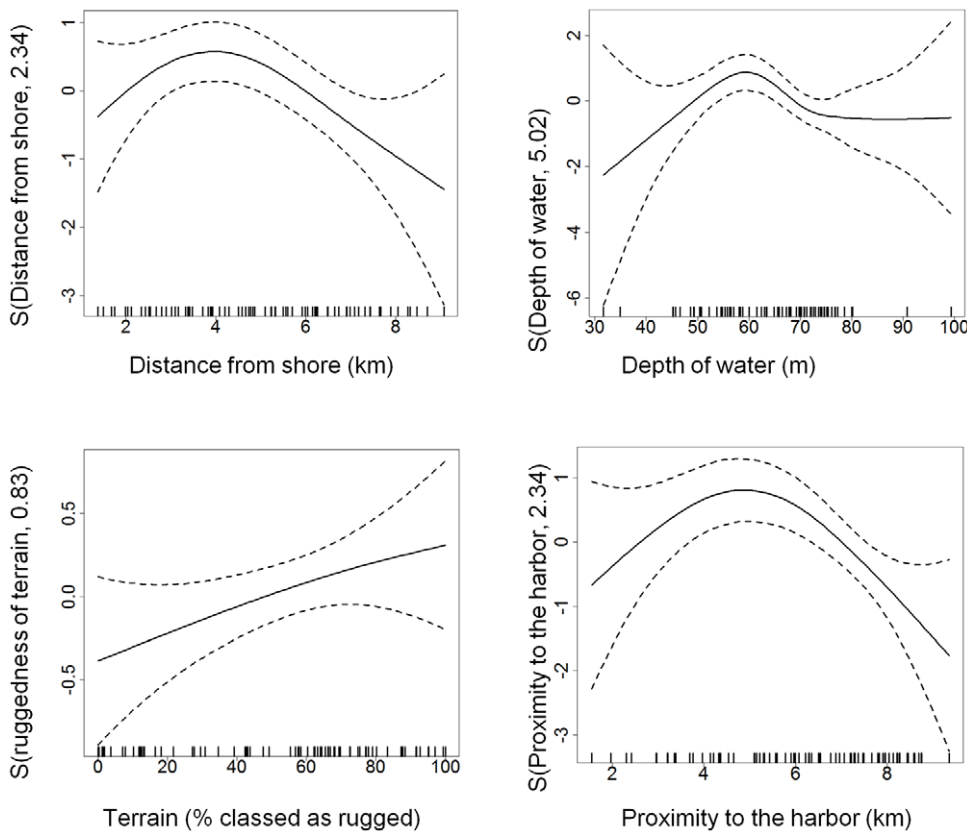 S(Distance from shore, 2.34)
1
0
-1
-2
-3
2 4 6 8
Distance from shore (km)
S(Depth of water, 5.02)
2
0
-2
-4
-6
30 40 50 60 70 80 90 100
Depth of water (m)
S(ruggedness of terrain, 0.83)
0.5
0.0
-0.5
0 20 40 60 80 100
Terrain (% classed as rugged)
S(Proximity to the harbor, 2.34)
1
0
-1
-2
-3
2 4 6 8
Proximity to the harbor (km)